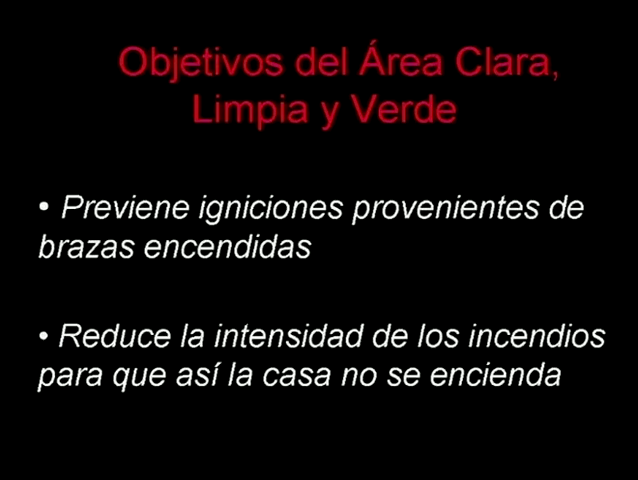 Objetivos del Área Clara,
Limpia y Verde
• Previene igniciones provenientes de
brazas encendidas
• Reduce la intensidad de los incendios
para que así la casa no se encienda